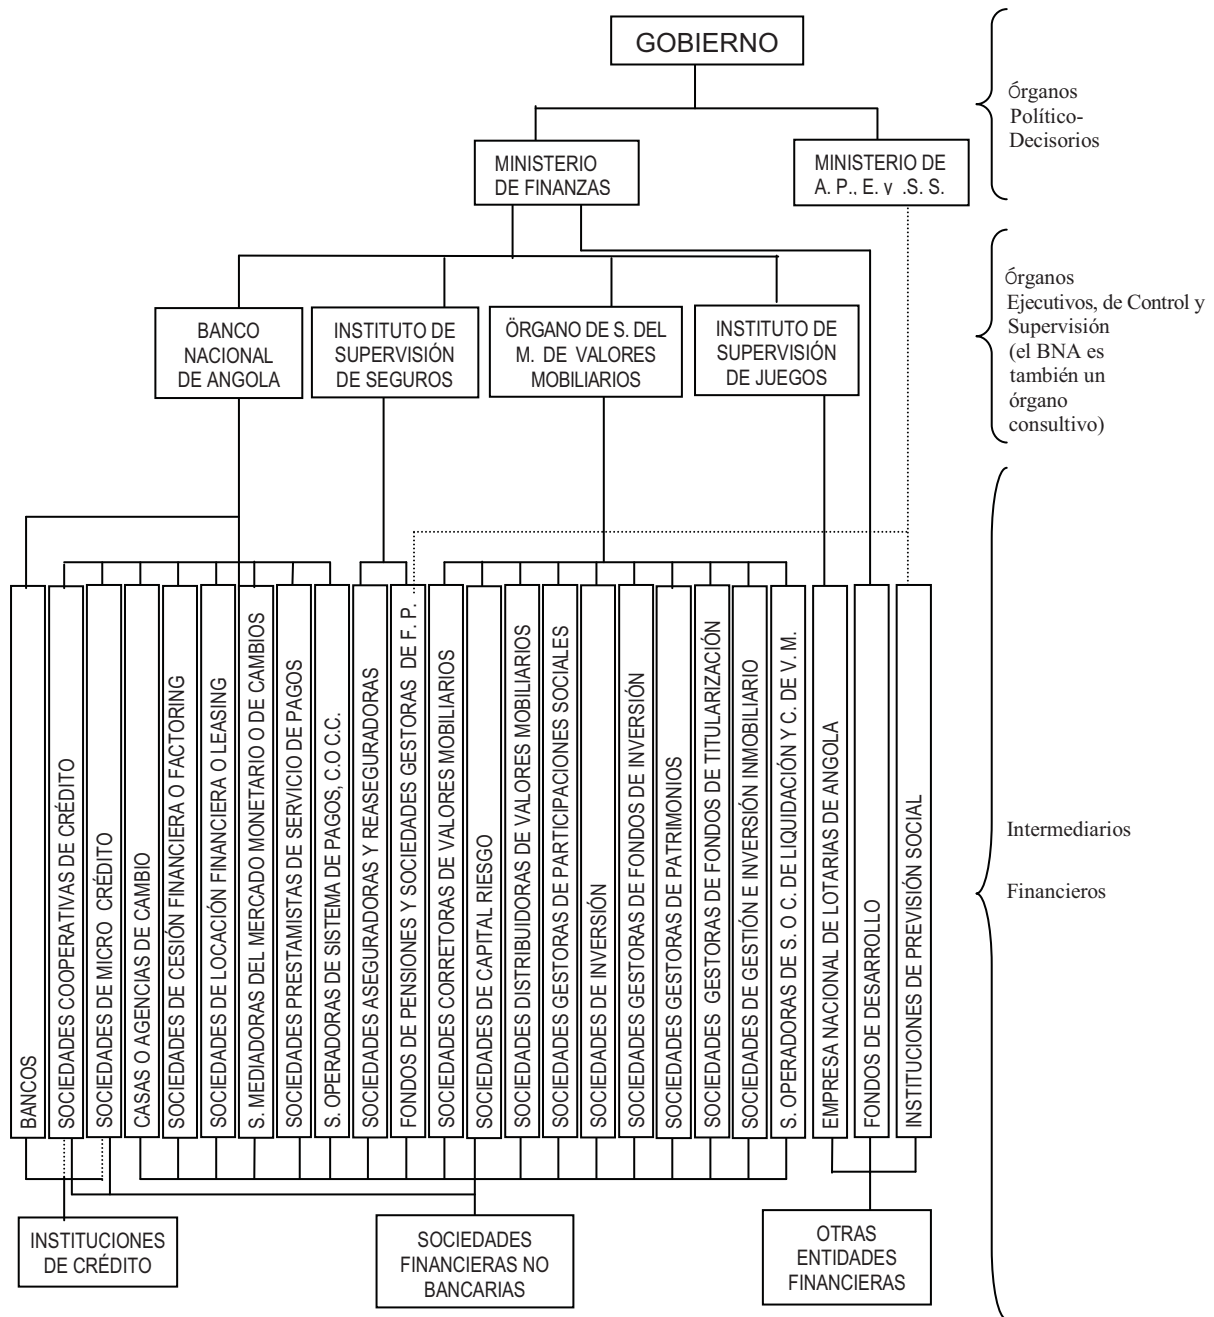 GOBIERNO
Órganos
Político-
Decisorios
MINISTERIO
DE FINANZAS
MINISTERIO DE
A. P., E. y .S. S.
Órganos
Ejecutivos, de Control y
Supervisión
(el BNA es
también un
órgano
consultivo)
BANCO
NACIONAL
DE ANGOLA
INSTITUTO DE
SUPERVISIÓN
DE SEGUROS
ÖRGANO DE S. DEL
M. DE VALORES
MOBILIARIOS
INSTITUTO DE
SUPERVISIÓN
DE JUEGOS
BANCOS
SOCIEDADES COOPERATIVAS DE CRÉDITO
SOCIEDADES DE MICRO CRÉDITO
CASAS O AGENCIAS DE CAMBIO
SOCIEDADES DE CESIÓN FINANCIERA O FACTORING
SOCIEDADES DE LOCACIÓN FINANCIERA O LEASING
S. MEDIADORAS DEL MERCADO MONETARIO O DE CAMBIOS
SOCIEDADES PRESTAMISTAS DE SERVICIO DE PAGOS
S. OPERADORAS DE SISTEMA DE PAGOS, C.O C.C.
SOCIEDADES ASEGURADORAS Y REASEGURADORAS
FONDOS DE PENSIONES Y SOCIEDADES GESTORAS DE F. P.
SOCIEDADES CORRETORAS DE VALORES MOBILIARIOS
SOCIEDADES DE CAPITAL RIESGO
SOCIEDADES DISTRIBUIDORAS DE VALORES MOBILIARIOS
SOCIEDADES GESTORAS DE PARTICIPACIONES SOCIALES
SOCIEDADES DE INVERSIÓN
SOCIEDADES GESTORAS DE FONDOS DE INVERSIÓN
SOCIEDADES GESTORAS DE PATRIMONIOS
SOCIEDADES GESTORAS DE FONDOS DE TITULARIZACIÓN
SOCIEDADES DE GESTIÓN E INVERSIÓN INMOBILIARIO
S. OPERADORAS DE S. O C. DE LIQUIDACIÓN Y C. DE V. M.
EMPRESA NACIONAL DE LOTARIAS DE ANGOLA
FONDOS DE DESARROLLO
INSTITUCIONES DE PREVISIÓN SOCIAL
Intermediarios
Financieros
INSTITUCIONES
DE CRÉDITO
SOCIEDADES
FINANCIERAS NO
BANCARIAS
OTRAS
ENTIDADES
FINANCIERAS